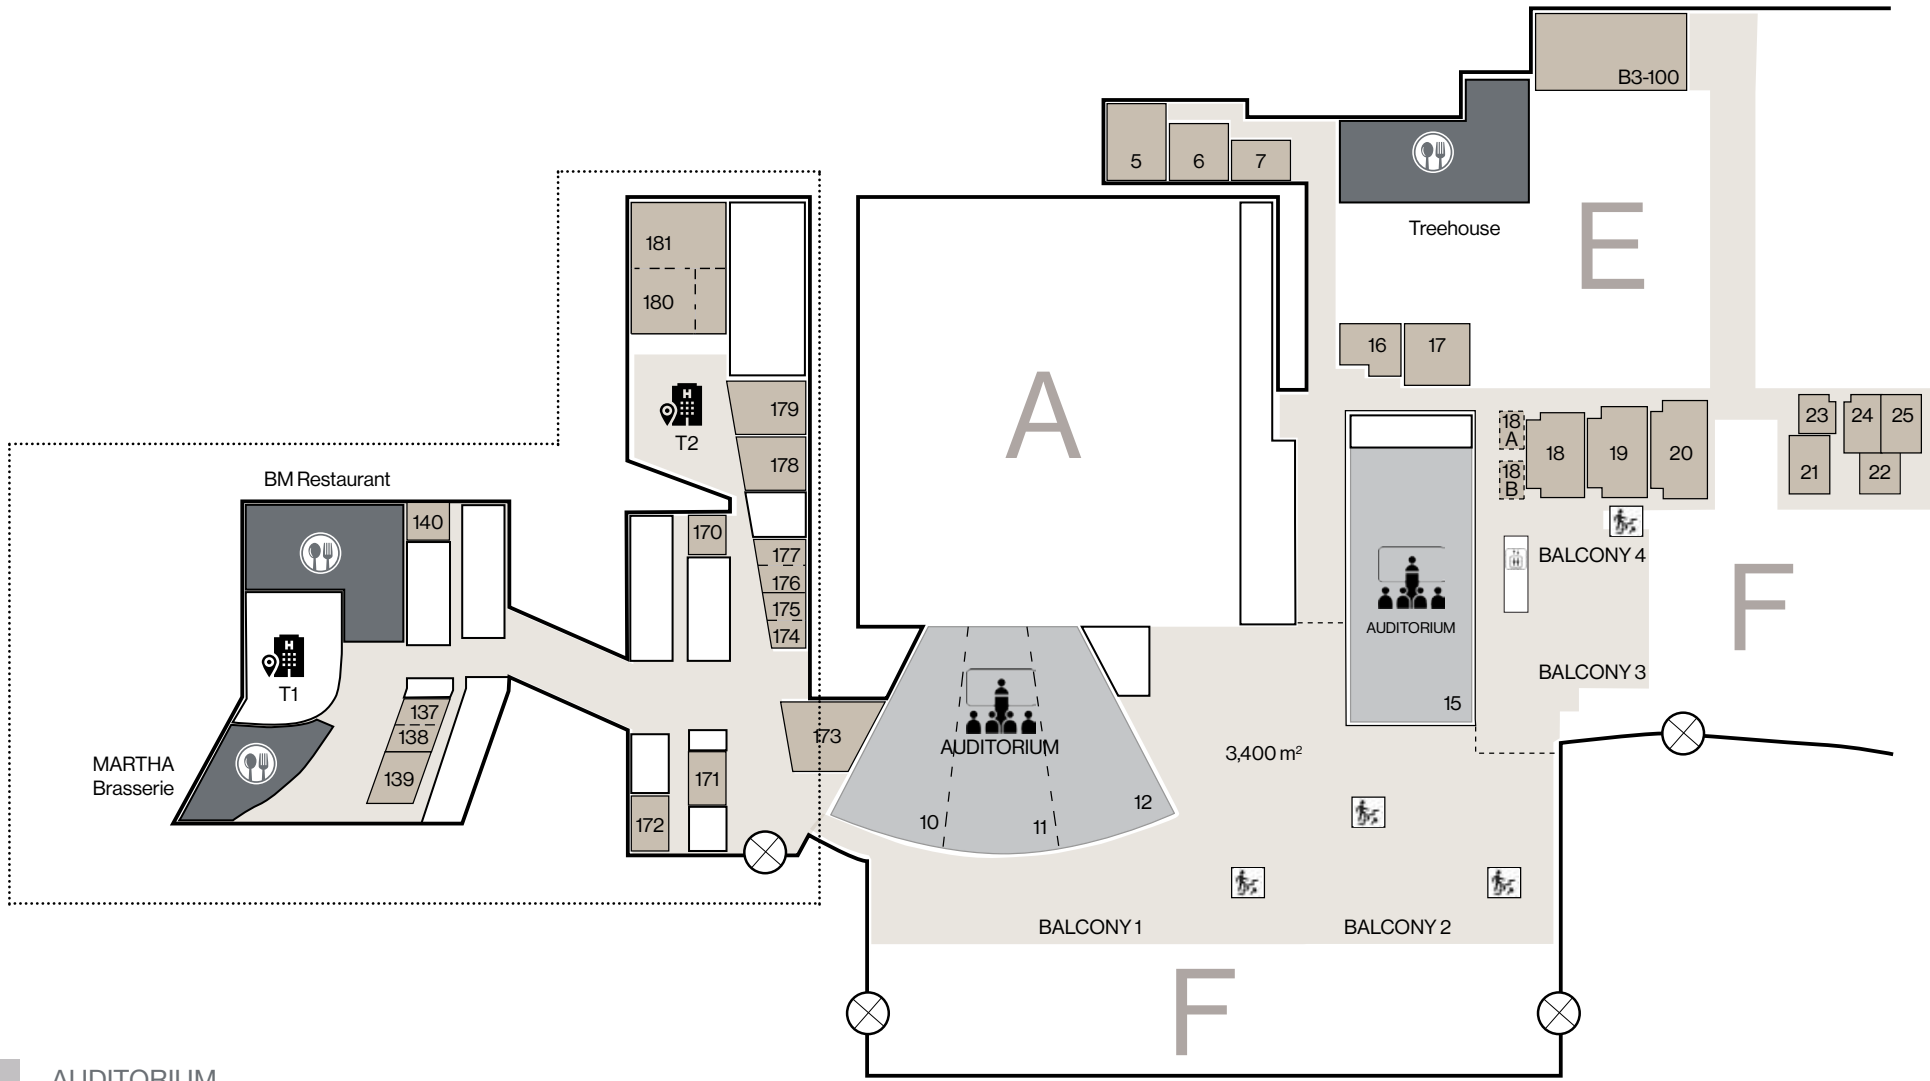 B3-100
5
6
7
Treehouse
E
181
180
179
178
T2
A
16
17
18
A
18
B
18
19
20
23
24
25
21
22
BM Restaurant
140
170
177
176
175
174
T1
137
138
139
MARTHA
Brasserie
173
171
172
AUDITORIUM
10
11
12
AUDITORIUM
15
BALCONY 4
BALCONY 3
F
3,400 m²
BALCONY 1
BALCONY 2
F
AUDITORIUM